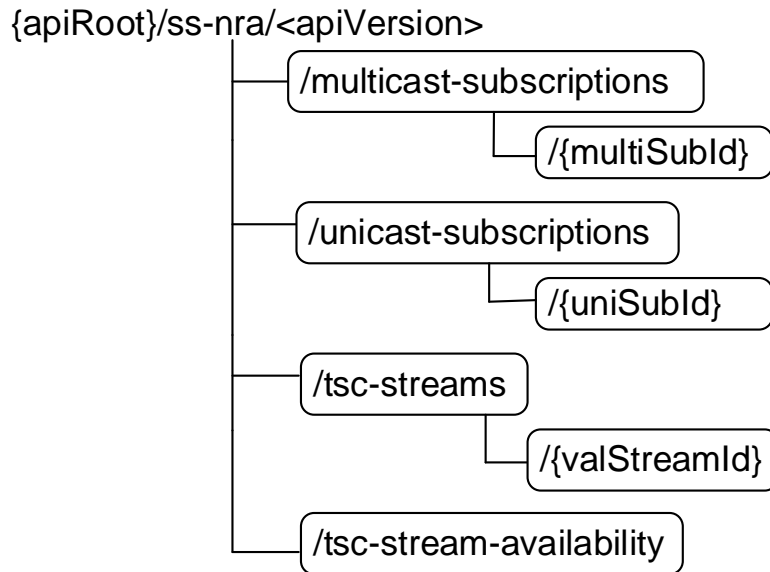 {apiRoot}/ss-nra/<apiVersion>
/multicast-subscriptions
/{multiSubId}
/unicast-subscriptions
/{uniSubId}
/tsc-streams
/{valStreamId}
/tsc-stream-availability